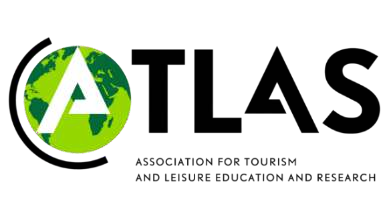 ATLAS
ASSOCIATION FOR TOURISM
AND LEISURE EDUCATION AND RESEARCH